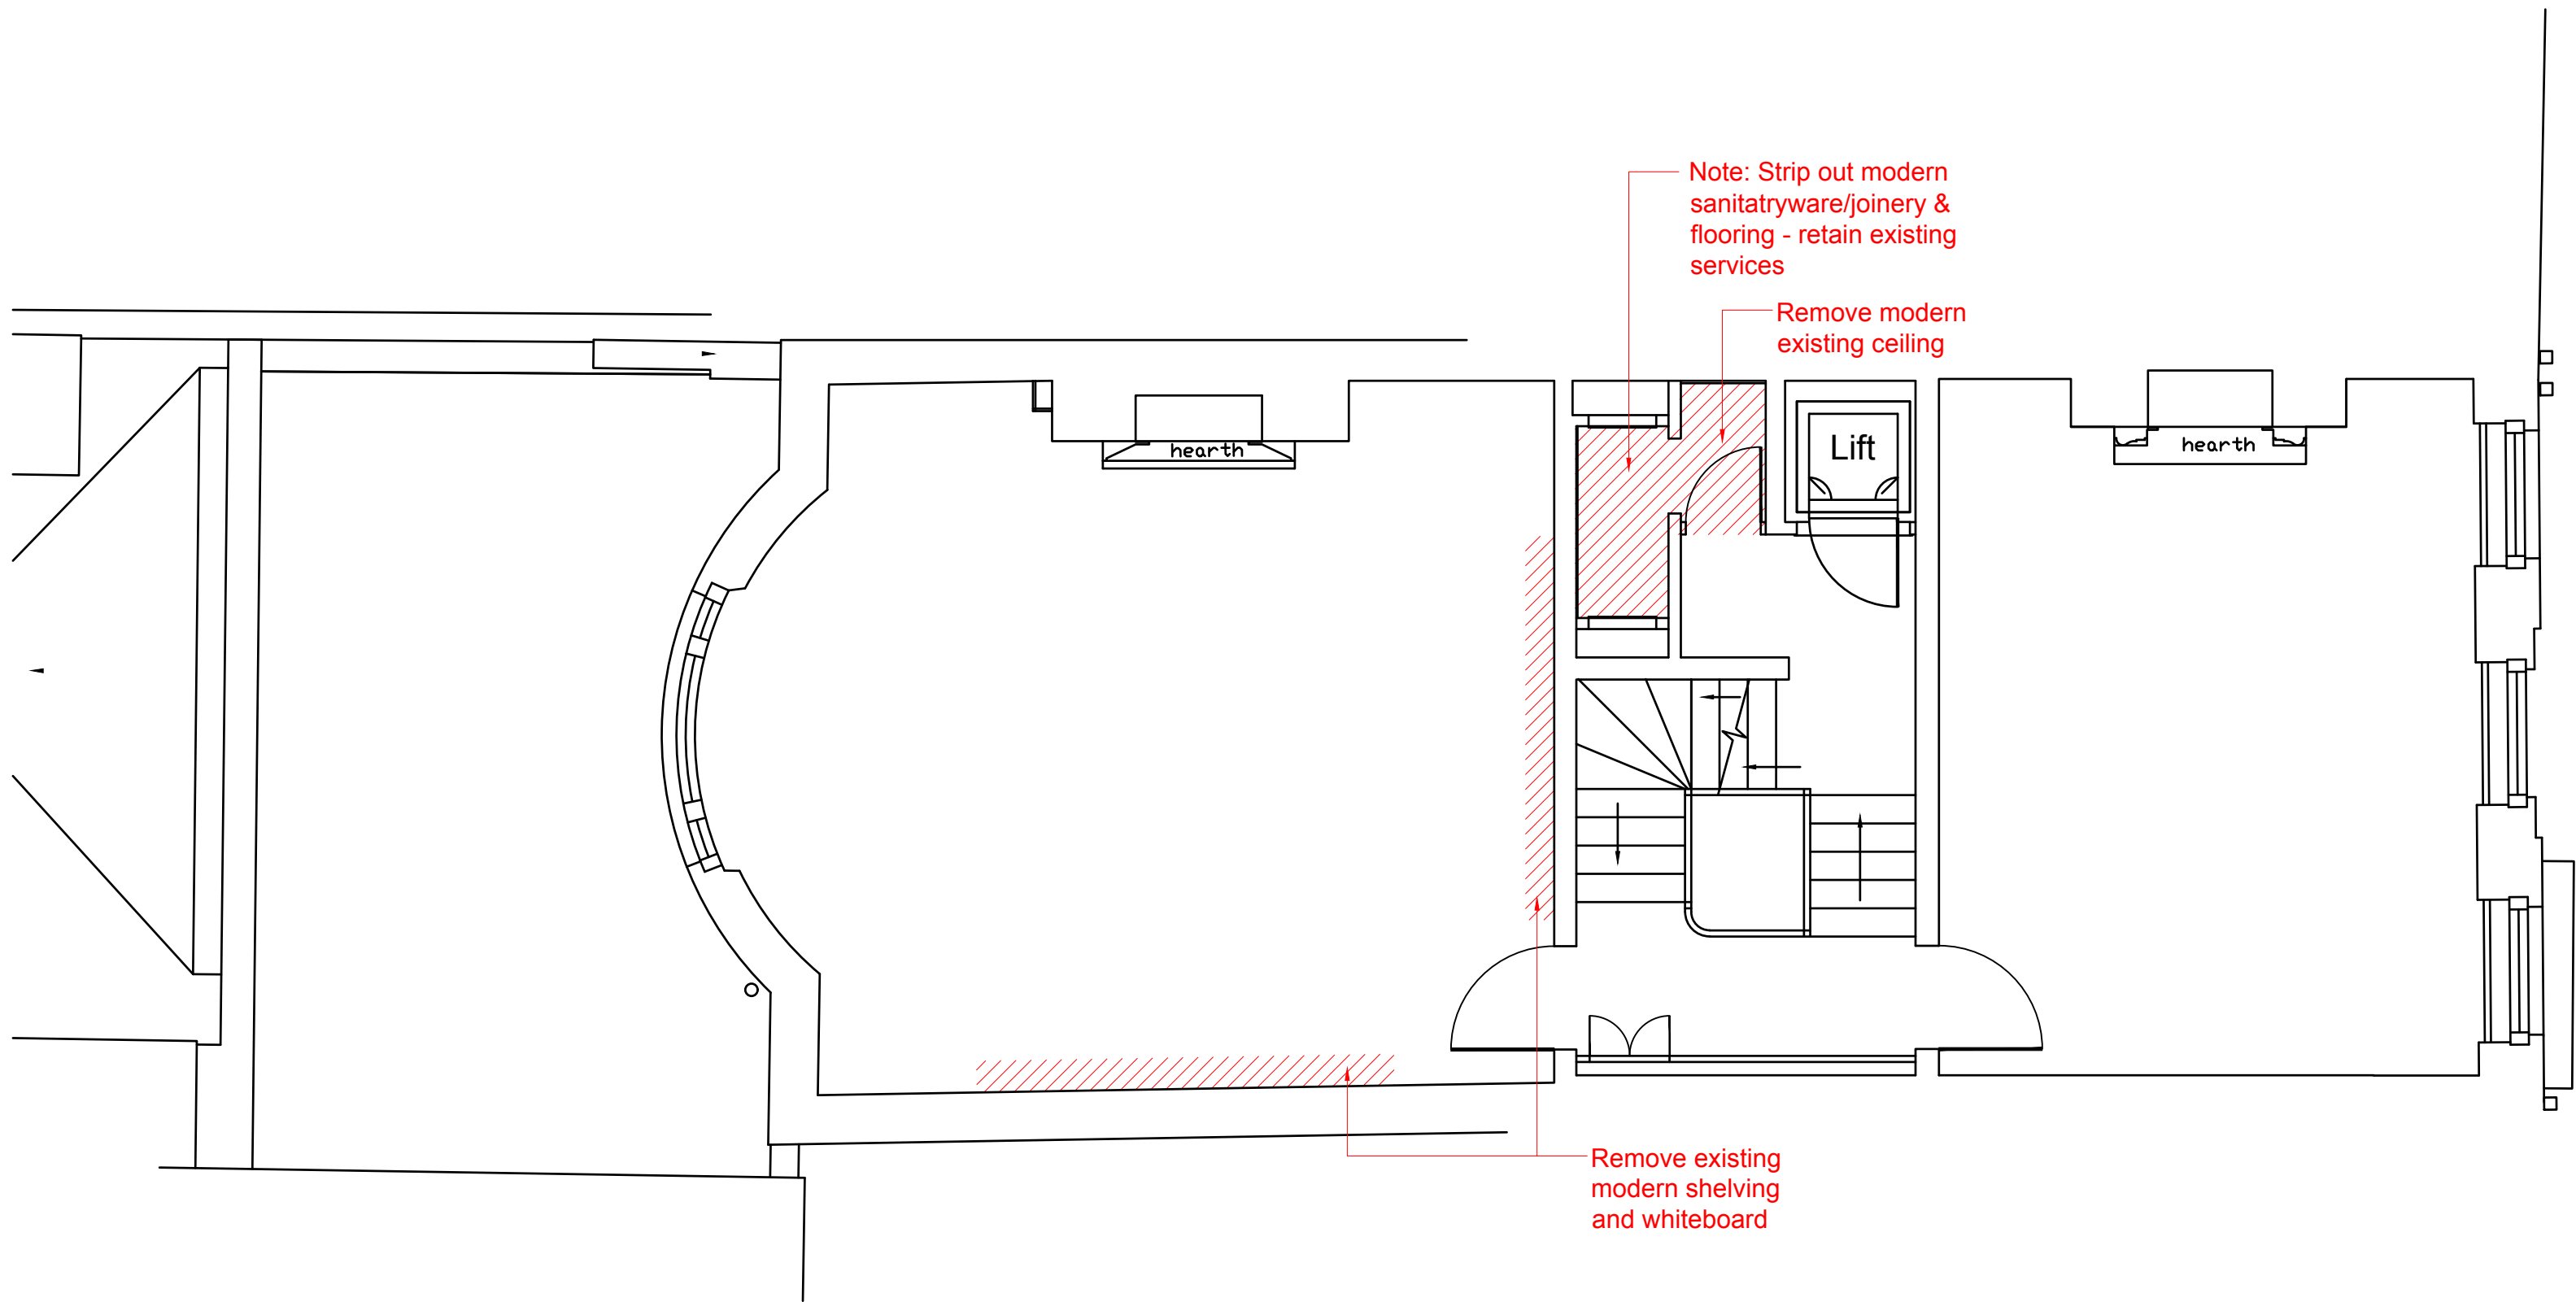 Note: Strip out modern
sanitatryware/joinery &
flooring - retain existing
services
Remove modern
existing ceiling
hearth
Lift
hearth
Remove existing
modern shelving
and whiteboard